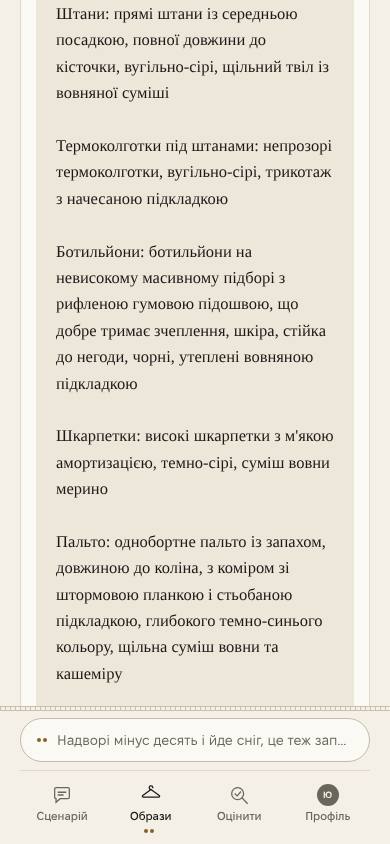 Штани: прямі штани із середньою
посадкою, повної довжини до
кісточки, вугільно-сірі, щільний твіл із
вовняної суміші
Термоколготки під штанами: непрозорі
термоколготки, вугільно-сірі, трикотаж
з начесаною підкладкою
Ботильйони: ботильйони на
невисокому масивному підборі з
рифленою гумовою підошвою, що
добре тримає зчеплення, шкіра, стійка
до негоди, чорні, утеплені вовняною
підкладкою
Шкарпетки: високі шкарпетки з м'якою
амортизацією, темно-сірі, суміш вовни
мерино
Пальто: однобортне пальто із запахом,
довжиною до коліна, з коміром зі
штормовою планкою і стьобаною
підкладкою, глибокого темно-синього
кольору, щільна суміш вовни та
кашеміру
Надворі мінус десять і йде сніг, це теж зап...
Сценарій Образи Оцінити Ю Профіль